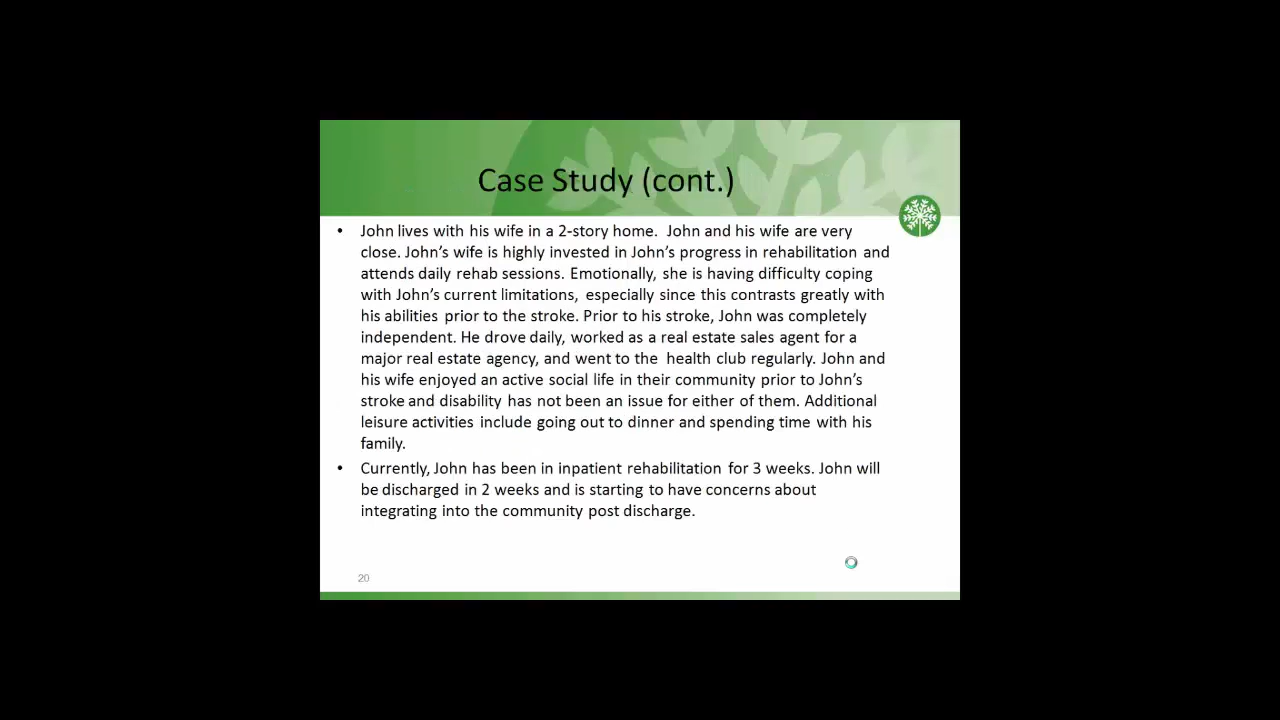 Case Study (cont.)
• John lives with his wife in a 2-story home.  John and his wife are very
close. John’s wife is highly invested in John’s progress in rehabilitation and
attends daily rehab sessions. Emotionally, she is having difficulty coping
with John’s current limitations, especially since this contrasts greatly with
his abilities prior to the stroke. Prior to his stroke, John was completely
independent. He drove daily, worked as a real estate sales agent for a
major real estate agency, and went to the  health club regularly. John and
his wife enjoyed an active social life in their community prior to John’s
stroke and disability has not been an issue for either of them. Additional
leisure activities include going out to dinner and spending time with his
family.
• Currently, John has been in inpatient rehabilitation for 3 weeks. John will
be discharged in 2 weeks and is starting to have concerns about
integrating into the community post discharge.
20